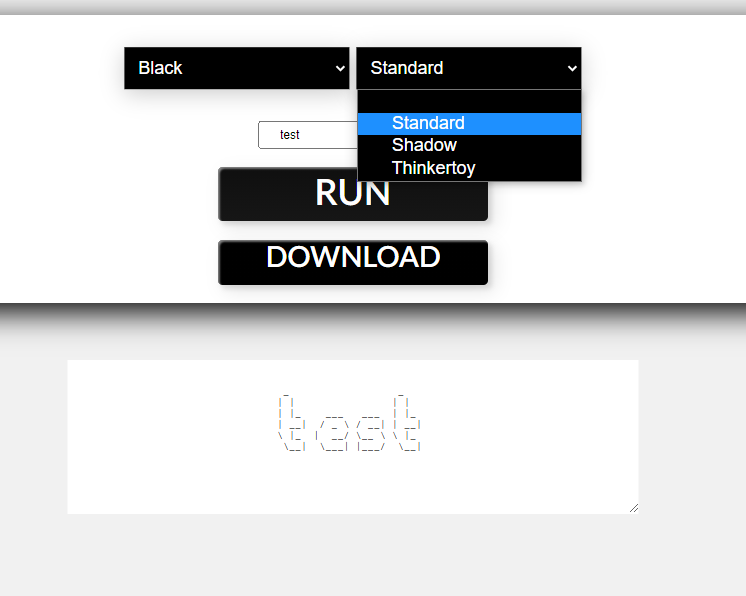 Black
Standard
Standard
Shadow
Thinkertoy
test
RUN
DOWNLOAD
test